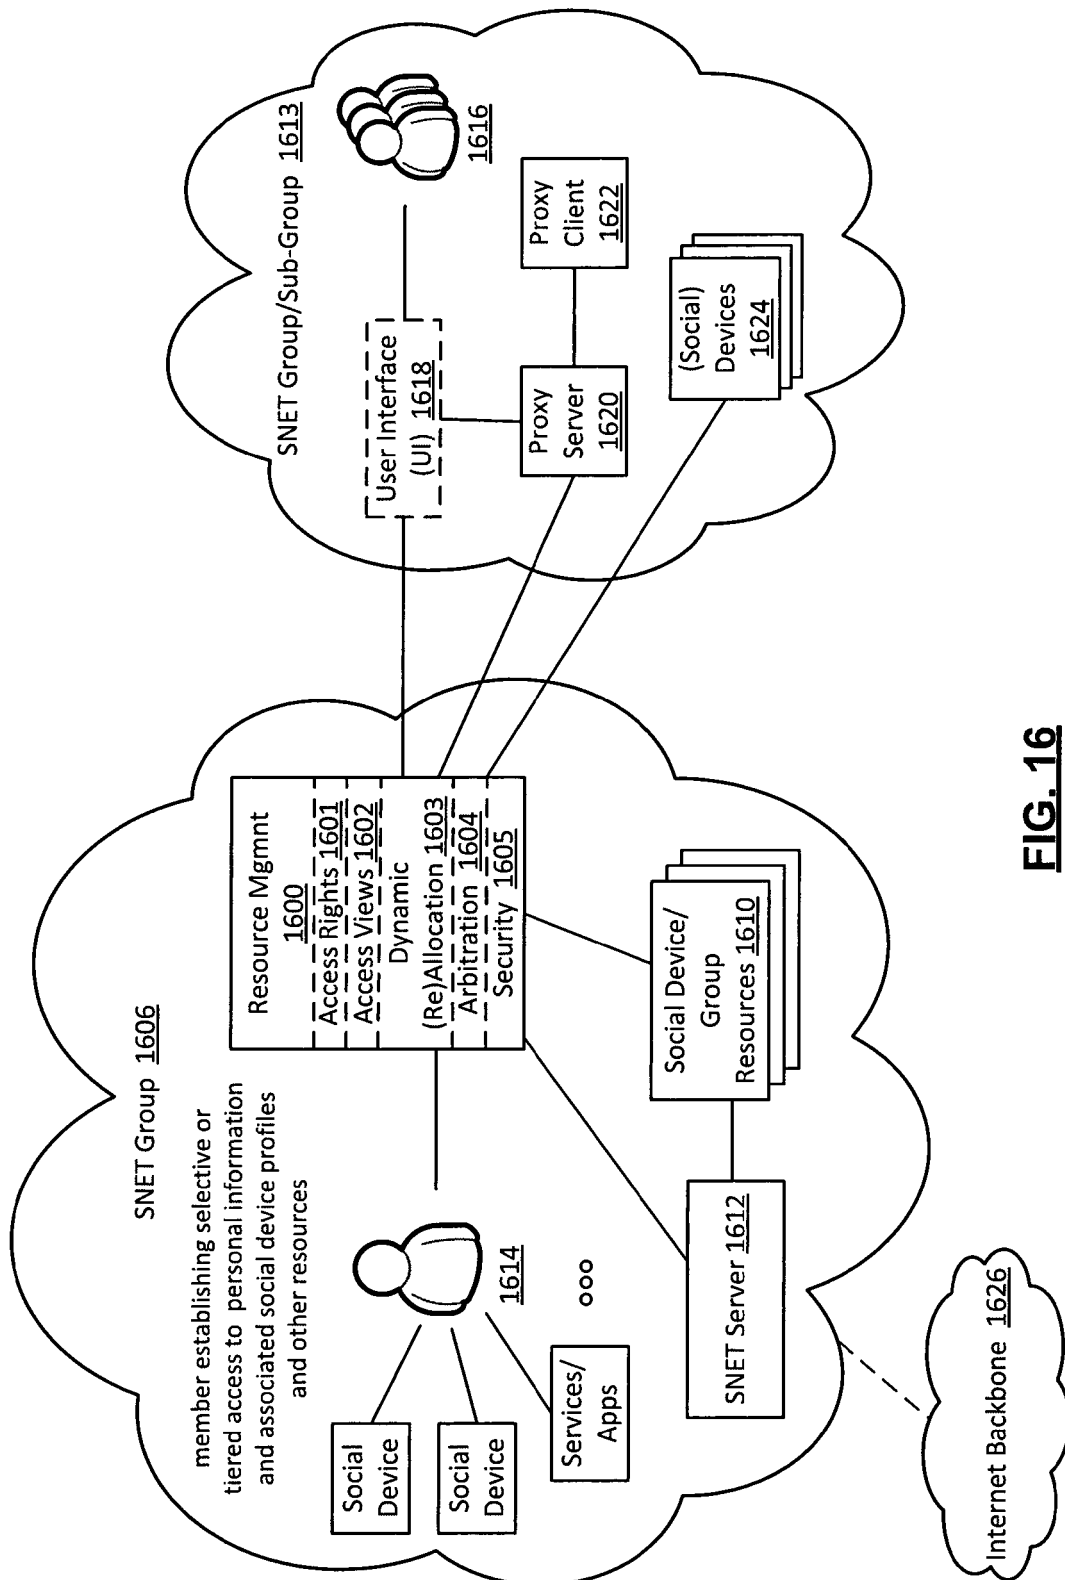 SNET Group 1606
member establishing selective or
tiered access to personal information
and associated social device profiles
and other resources
Social
Device
Social
Device
Services/
Apps
1614
ooo
Resource Mgmnt
1600
Access Rights 1601
Access Views 1602
Dynamic
(Re)Allocation 1603
Arbitration 1604
Security 1605
SNET Server 1612
Social Device/
Group
Resources 1610
Internet Backbone 1626
SNET Group/Sub-Group 1613
User Interface
(UI) 1618
1616
Proxy
Server
1620
Proxy
Client
1622
(Social)
Devices
1624
FIG. 16